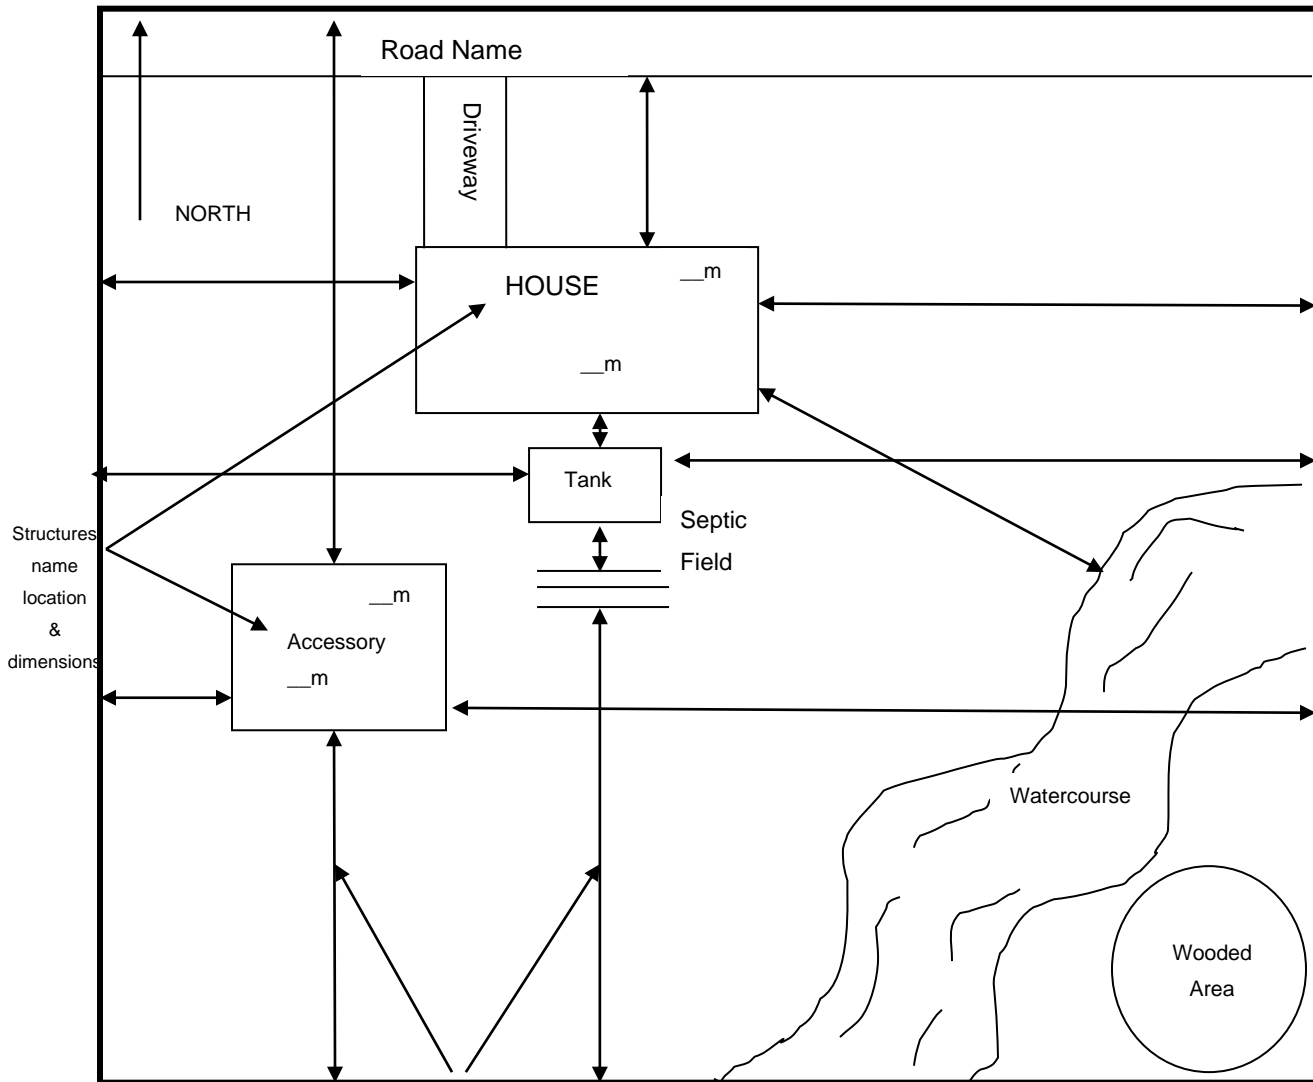 Road Name
Driveway
NORTH
HOUSE
__m
__m
Tank
Septic
Field
Structures
name
location
&
dimensions
__m
Accessory
__m
Watercourse
Wooded
Area